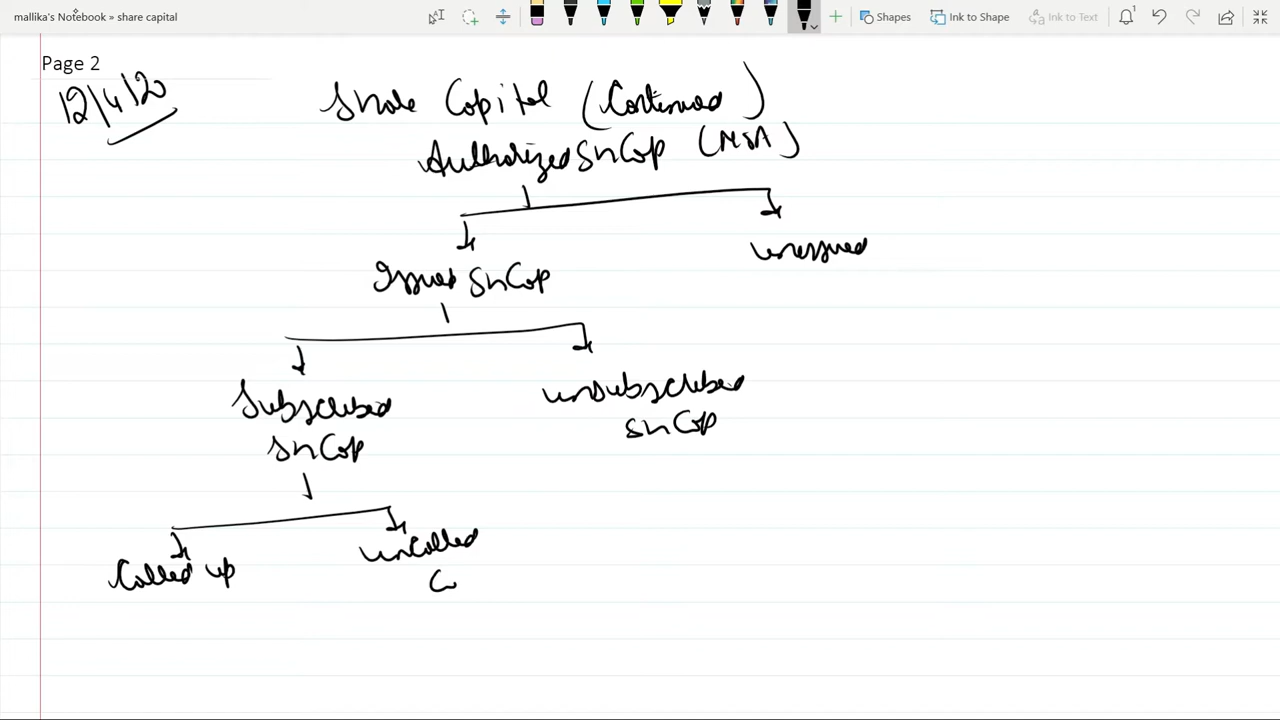 mallika's Notebook » share capital
Shapes
Ink to Shape
Ink to Text
Page 2
12/4/20
Share Capital (Continued)
Authorized Sh Cap (MOA)
unissued
Issued Sh Cap
Subscribed
Sh Cap
unsubscribed
Sh Cap
Called up
uncalled
Ca